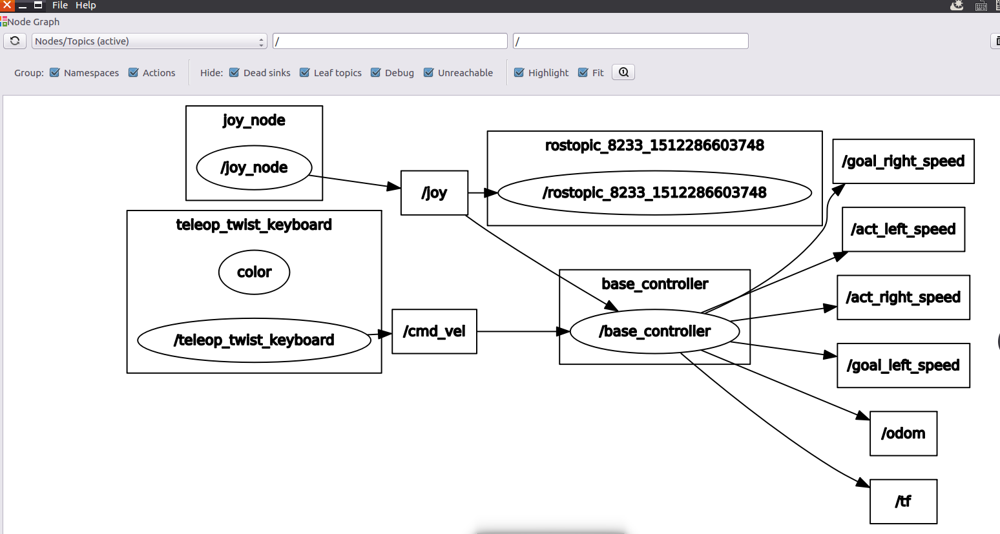 File Help
Node Graph
Nodes/Topics (active)
/
/
Group: Namespaces Actions Hide: Dead sinks Leaf topics Debug Unreachable Highlight Fit
joy_node
/joy_node
/joy
rostopic_8233_1512286603748
/rostopic_8233_1512286603748
teleop_twist_keyboard
color
/teleop_twist_keyboard
/cmd_vel
base_controller
/base_controller
/goal_right_speed
/act_left_speed
/act_right_speed
/goal_left_speed
/odom
/tf